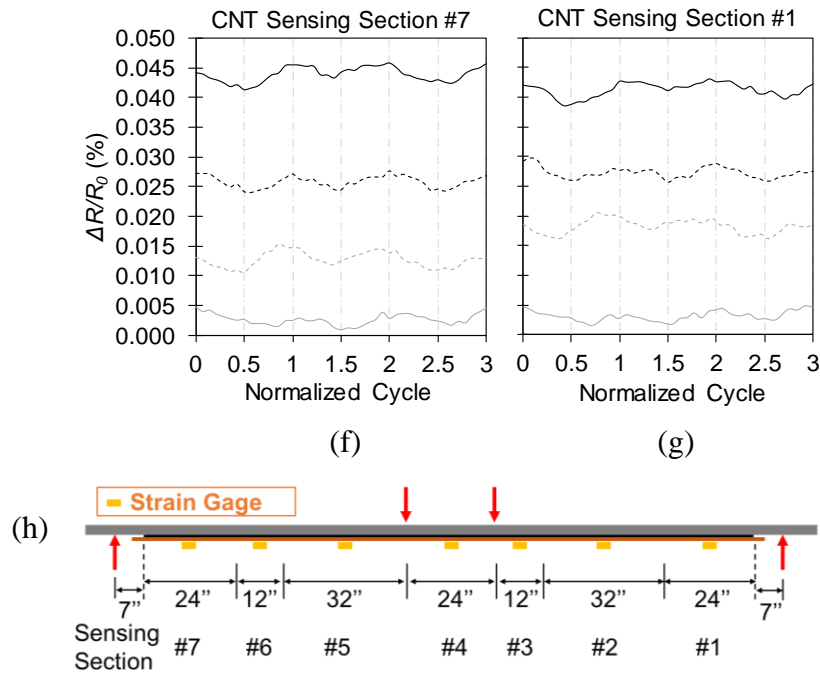 CNT Sensing Section #7
CNT Sensing Section #1
ΔR/R0 (%)
0.050
0.045
0.040
0.035
0.030
0.025
0.020
0.015
0.010
0.005
0.000
0 0.5 1 1.5 2 2.5 3
0 0.5 1 1.5 2 2.5 3
Normalized Cycle
Normalized Cycle
(f)
(g)
(h)
Strain Gage
7’’ 24’’ 12’’ 32’’ 24’’ 12’’ 32’’ 24’’ 7’’
Sensing
Section
#7 #6 #5 #4 #3 #2 #1